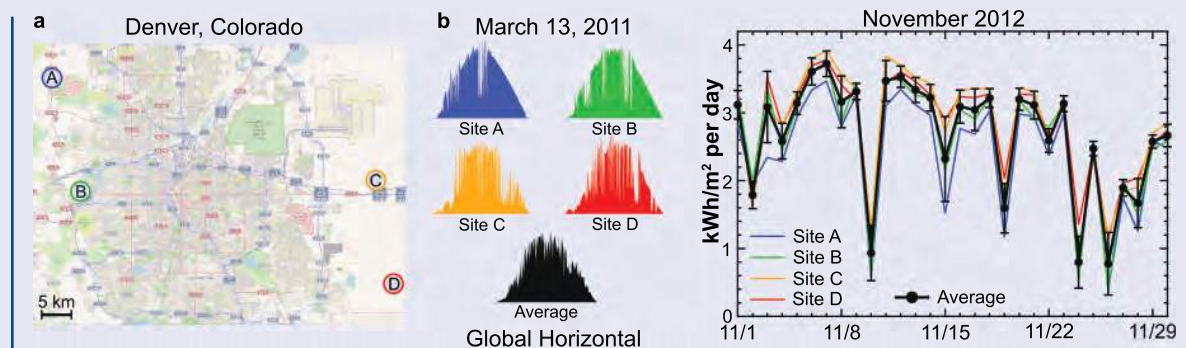 a
Denver, Colorado
A
B
C
D
5 km
b
March 13, 2011
Site A
Site B
Site C
Site D
Average
Global Horizontal
November 2012
kWh/m² per day
4
3
2
1
0
Site A
Site B
Site C
Site D
Average
11/1
11/8
11/15
11/22
11/29